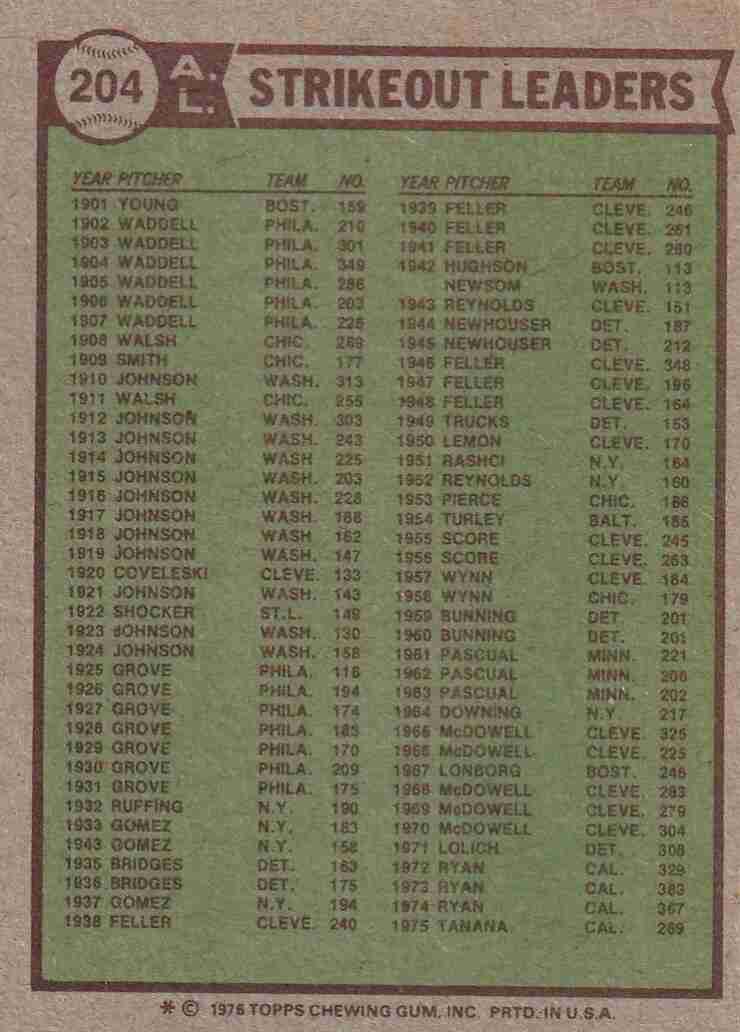 204 A.L. STRIKEOUT LEADERS
YEAR PITCHER TEAM NO.
1901 YOUNG BOST. 159
1902 WADDELL PHILA. 210
1903 WADDELL PHILA. 301
1904 WADDELL PHILA. 349
1905 WADDELL PHILA. 286
1906 WADDELL PHILA. 203
1907 WADDELL PHILA. 226
1908 WALSH CHIC. 269
1909 SMITH CHIC. 177
1910 JOHNSON WASH. 313
1911 WALSH CHIC. 255
1912 JOHNSON WASH. 303
1913 JOHNSON WASH. 243
1914 JOHNSON WASH 225
1915 JOHNSON WASH. 203
1916 JOHNSON WASH. 228
1917 JOHNSON WASH. 188
1918 JOHNSON WASH 162
1919 JOHNSON WASH. 147
1920 COVELESKI CLEVE. 133
1921 JOHNSON WASH. 143
1922 SHOCKER ST.L. 149
1923 JOHNSON WASH. 130
1924 JOHNSON WASH. 158
1925 GROVE PHILA. 116
1926 GROVE PHILA. 194
1927 GROVE PHILA. 174
1928 GROVE PHILA. 183
1929 GROVE PHILA. 170
1930 GROVE PHILA. 209
1931 GROVE PHILA. 175
1932 RUFFING N.Y. 190
1933 GOMEZ N.Y. 163
1943 GOMEZ N.Y. 158
1935 BRIDGES DET. 163
1936 BRIDGES DET. 175
1937 GOMEZ N.Y. 194
1938 FELLER CLEVE. 240
YEAR PITCHER TEAM NO.
1939 FELLER CLEVE. 246
1940 FELLER CLEVE. 261
1941 FELLER CLEVE. 260
1942 HUGHSON BOST. 113
NEWSOM WASH. 113
1943 REYNOLDS CLEVE. 151
1944 NEWHOUSER DET. 187
1945 NEWHOUSER DET. 212
1946 FELLER CLEVE. 348
1947 FELLER CLEVE. 196
1948 FELLER CLEVE. 164
1949 TRUCKS DET. 153
1950 LEMON CLEVE. 170
1951 RASHCI N.Y. 164
1952 REYNOLDS N.Y. 160
1953 PIERCE CHIC. 186
1954 TURLEY BALT. 185
1955 SCORE CLEVE. 245
1956 SCORE CLEVE. 263
1957 WYNN CLEVE. 184
1958 WYNN CHIC. 179
1959 BUNNING DET 201
1960 BUNNING DET. 201
1961 PASCUAL MINN. 221
1962 PASCUAL MINN. 206
1963 PASCUAL MINN. 202
1964 DOWNING N.Y 217
1965 McDOWELL CLEVE. 325
1966 McDOWELL CLEVE. 225
1967 LONBORG BOST. 246
1968 McDOWELL CLEVE. 283
1969 McDOWELL CLEVE. 279
1970 McDOWELL CLEVE. 304
1971 LOLICH DET. 308
1972 RYAN CAL. 329
1973 RYAN CAL. 383
1974 RYAN CAL. 367
1975 TANANA CAL. 269
* © 1976 TOPPS CHEWING GUM, INC. PRTD. IN U.S.A.